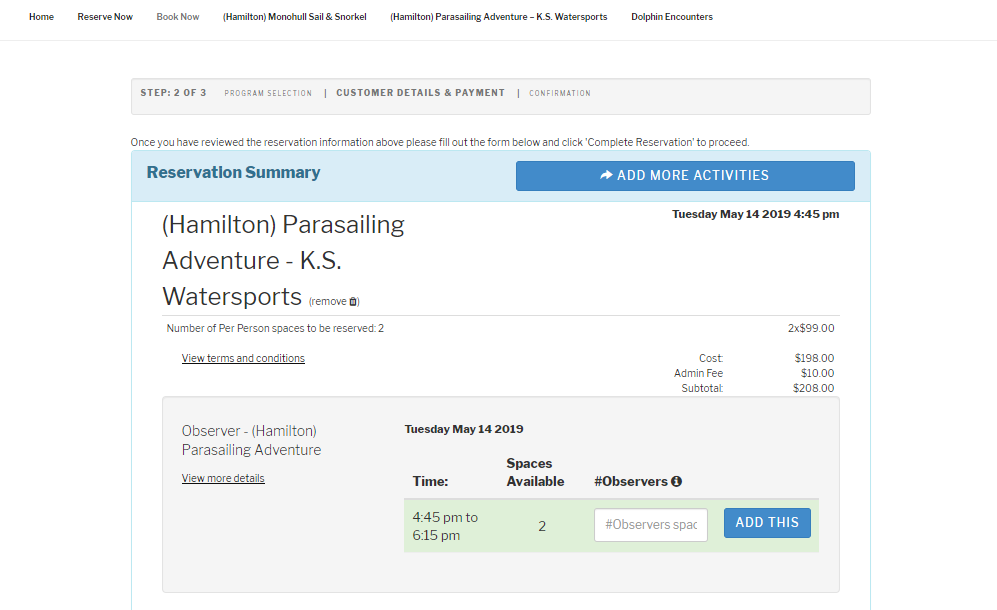 Home Reserve Now Book Now (Hamilton) Monohull Sail & Snorkel (Hamilton) Parasailing Adventure – K.S. Watersports Dolphin Encounters
STEP: 2 OF 3 PROGRAM SELECTION | CUSTOMER DETAILS & PAYMENT | CONFIRMATION
Once you have reviewed the reservation information above please fill out the form below and click 'Complete Reservation' to proceed.
Reservation Summary ADD MORE ACTIVITIES
Tuesday May 14 2019 4:45 pm
(Hamilton) Parasailing
Adventure - K.S.
Watersports (remove)
Number of Per Person spaces to be reserved: 2 2x$99.00
View terms and conditions Cost: $198.00
Admin Fee $10.00
Subtotal: $208.00
Observer - (Hamilton)
Parasailing Adventure
View more details
Tuesday May 14 2019
Time: Spaces Available #Observers
4:45 pm to
6:15 pm
2 #Observers spac ADD THIS